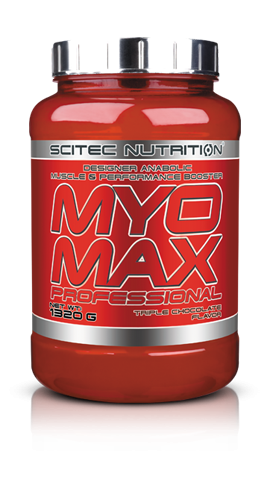 SCITEC NUTRITION
DESIGNER ANABOLIC
MUSCLE & PERFORMANCE BOOSTER
MYO
MAX
PROFESSIONAL
NET WT.
1320 G
TRIPLE CHOCOLATE
FLAVOR